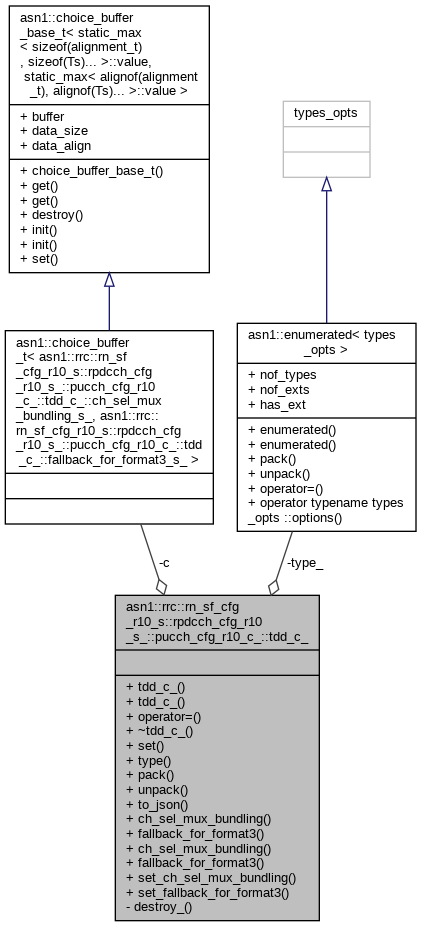 asn1::choice_buffer
_base_t< static_max
< sizeof(alignment_t)
, sizeof(Ts)... >::value,
static_max< alignof(alignment
_t), alignof(Ts)... >::value >
+ buffer
+ data_size
+ data_align
+ choice_buffer_base_t()
+ get()
+ get()
+ destroy()
+ init()
+ init()
+ set()
types_opts
asn1::choice_buffer
_t< asn1::rrc::rn_sf
_cfg_r10_s::rpdcch_cfg
_r10_s_::pucch_cfg_r10
_c_::tdd_c_::ch_sel_mux
_bundling_s_, asn1::rrc::
rn_sf_cfg_r10_s::rpdcch_cfg
_r10_s_::pucch_cfg_r10_c_::tdd
_c_::fallback_for_format3_s_ >
asn1::enumerated< types
_opts >
+ nof_types
+ nof_exts
+ has_ext
+ enumerated()
+ enumerated()
+ pack()
+ unpack()
+ operator=()
+ operator typename types
_opts ::options()
-c
-type_
asn1::rrc::rn_sf_cfg
_r10_s::rpdcch_cfg_r10
_s_::pucch_cfg_r10_c_::tdd_c_
+ tdd_c_()
+ tdd_c_()
+ operator=()
+ ~tdd_c_()
+ set()
+ type()
+ pack()
+ unpack()
+ to_json()
+ ch_sel_mux_bundling()
+ fallback_for_format3()
+ ch_sel_mux_bundling()
+ fallback_for_format3()
+ set_ch_sel_mux_bundling()
+ set_fallback_for_format3()
- destroy_()